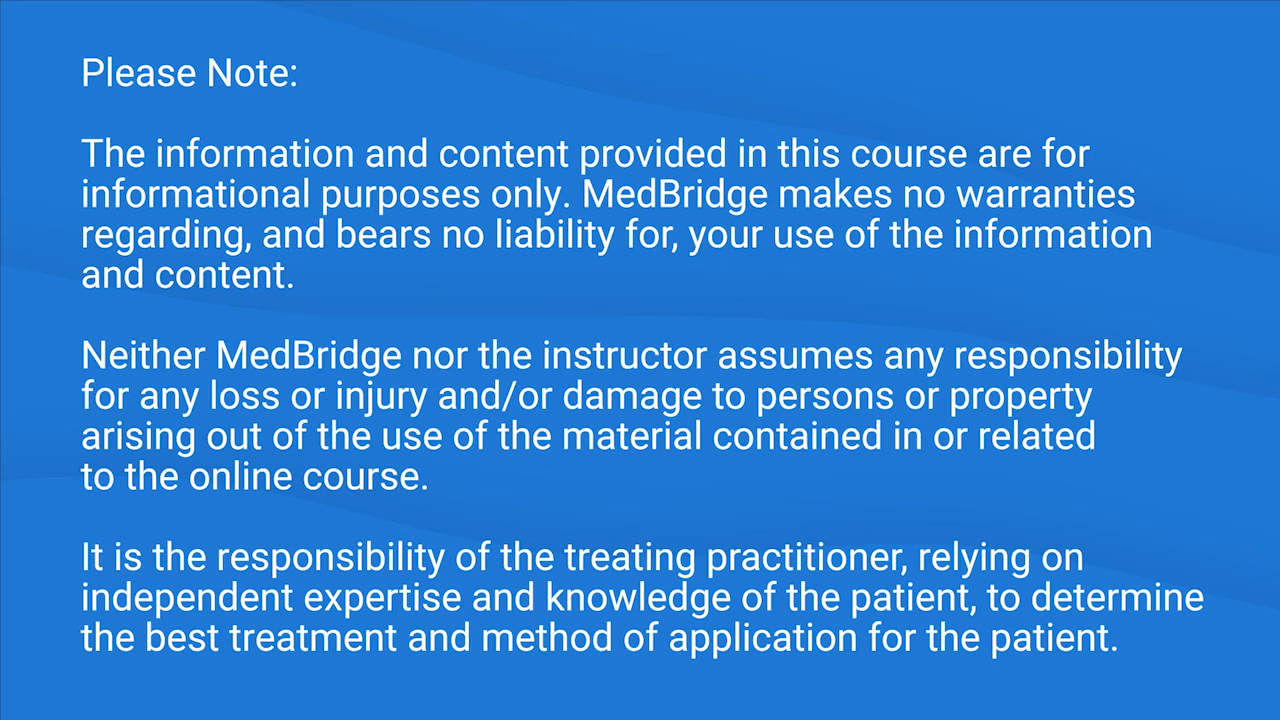 Please Note:
The information and content provided in this course are for
informational purposes only. MedBridge makes no warranties
regarding, and bears no liability for, your use of the information
and content.
Neither MedBridge nor the instructor assumes any responsibility
for any loss or injury and/or damage to persons or property
arising out of the use of the material contained in or related
to the online course.
It is the responsibility of the treating practitioner, relying on
independent expertise and knowledge of the patient, to determine
the best treatment and method of application for the patient.